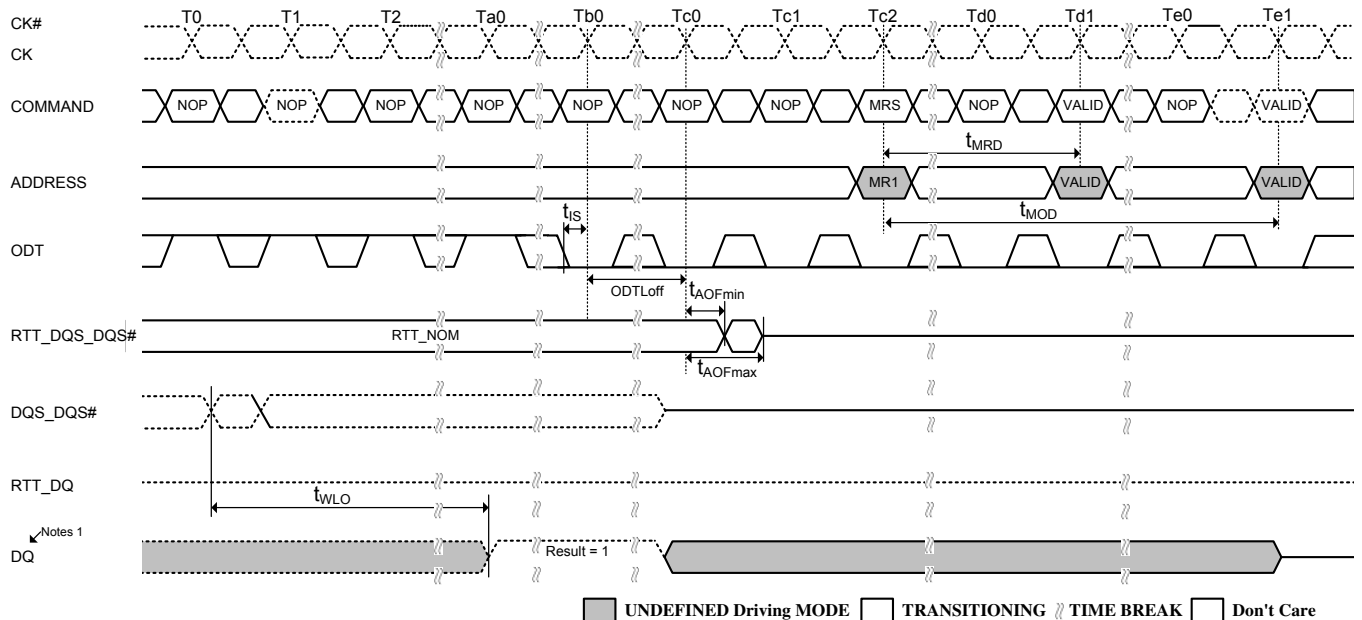 T0 T1 T2 Ta0 Tb0 Tc0 Tc1 Tc2 Td0 Td1 Te0 Te1
CK#
CK
COMMAND NOP NOP NOP NOP NOP NOP NOP MRS NOP VALID NOP VALID
tMRD
ADDRESS MR1 VALID VALID
tIS tMOD
ODT
ODTLoff tAOFmin
RTT_DQS_DQS# RTT_NOM
tAOFmax
DQS_DQS#
RTT_DQ
tWLO
Notes 1
DQ Result = 1
UNDEFINED Driving MODE TRANSITIONING TIME BREAK Don't Care